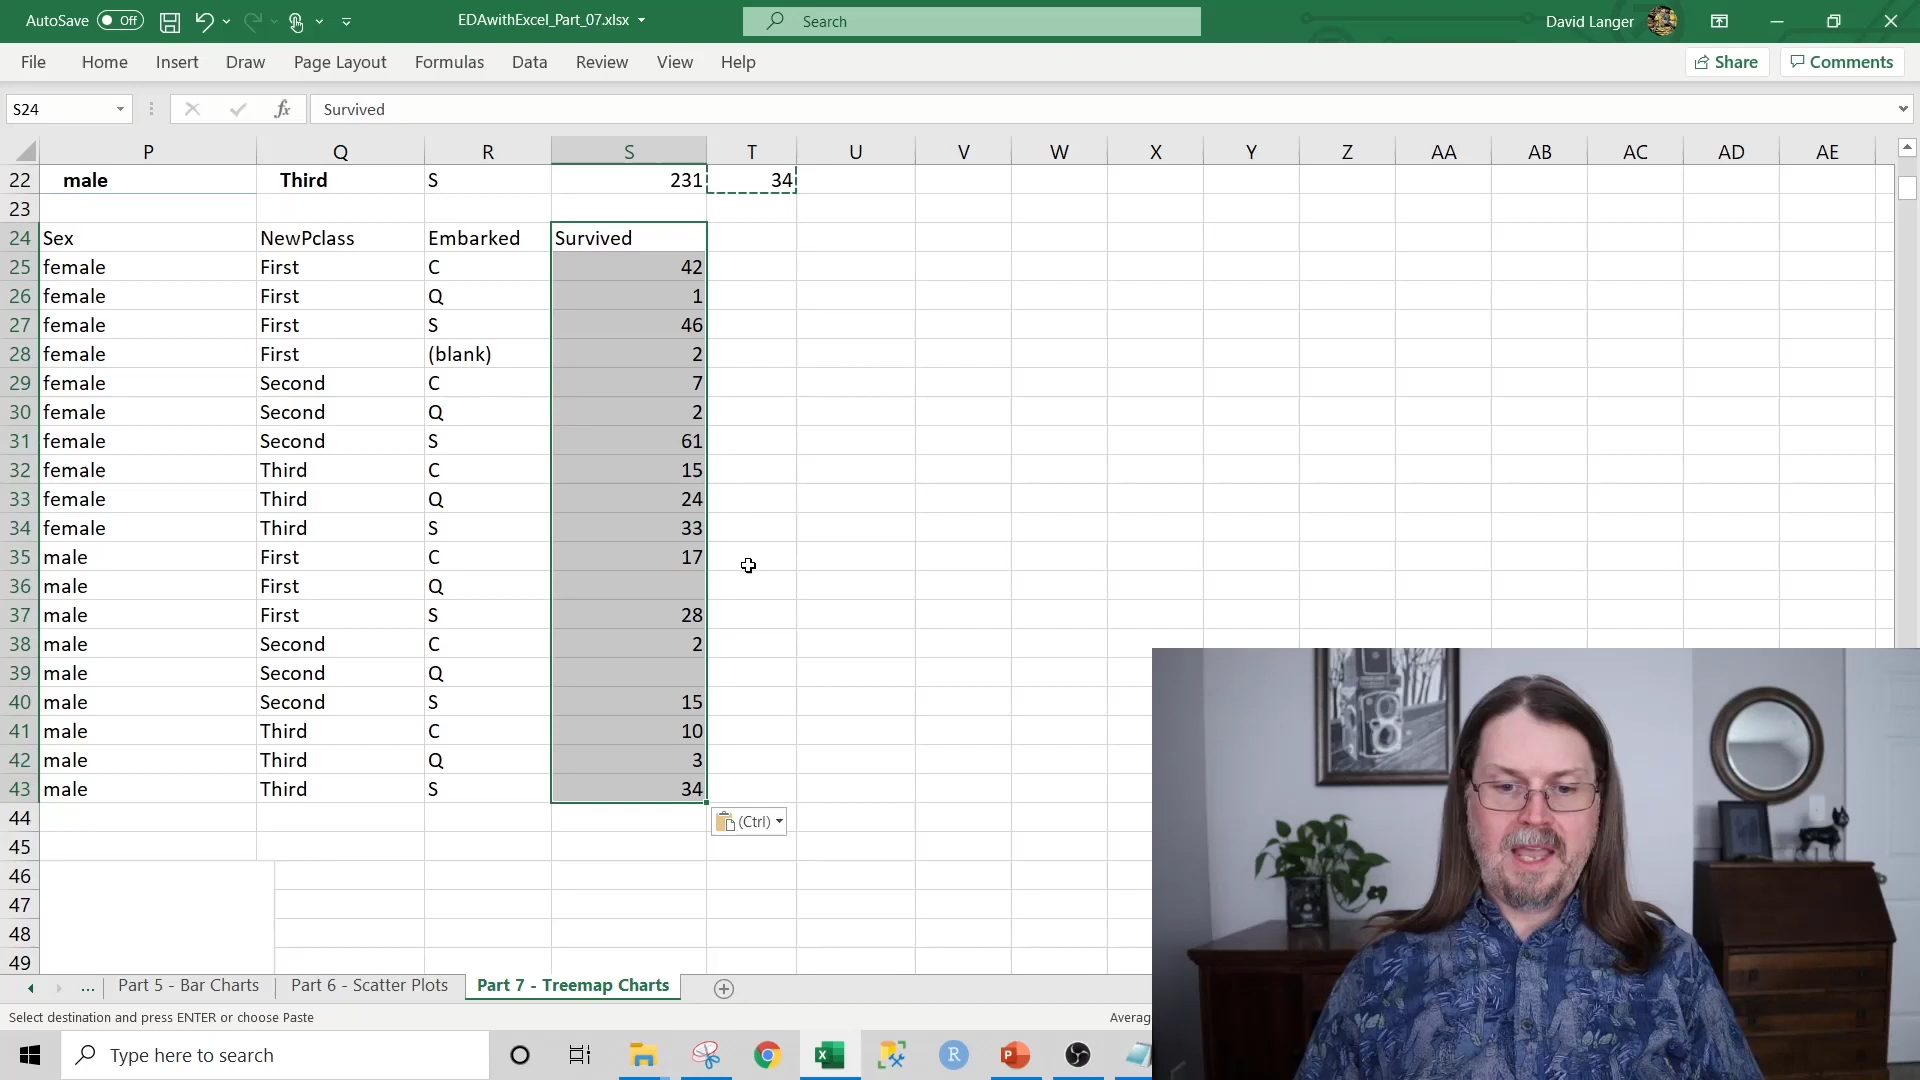 AutoSave Off EDAwithExcel_Part_07.xlsx Search David Langer
File Home Insert Draw Page Layout Formulas Data Review View Help Share Comments
S24 fx Survived
P Q R S T U V W X Y Z AA AB AC AD AE
22 male Third S 231 34
23
24 Sex NewPclass Embarked Survived
25 female First C 42
26 female First Q 1
27 female First S 46
28 female First (blank) 2
29 female Second C 7
30 female Second Q 2
31 female Second S 61
32 female Third C 15
33 female Third Q 24
34 female Third S 33
35 male First C 17
36 male First Q
37 male First S 28
38 male Second C 2
39 male Second Q
40 male Second S 15
41 male Third C 10
42 male Third Q 3
43 male Third S 34
44 (Ctrl)
45
46
47
48
49
... Part 5 - Bar Charts Part 6 - Scatter Plots Part 7 - Treemap Charts
Select destination and press ENTER or choose Paste Averag
Type here to search X R P